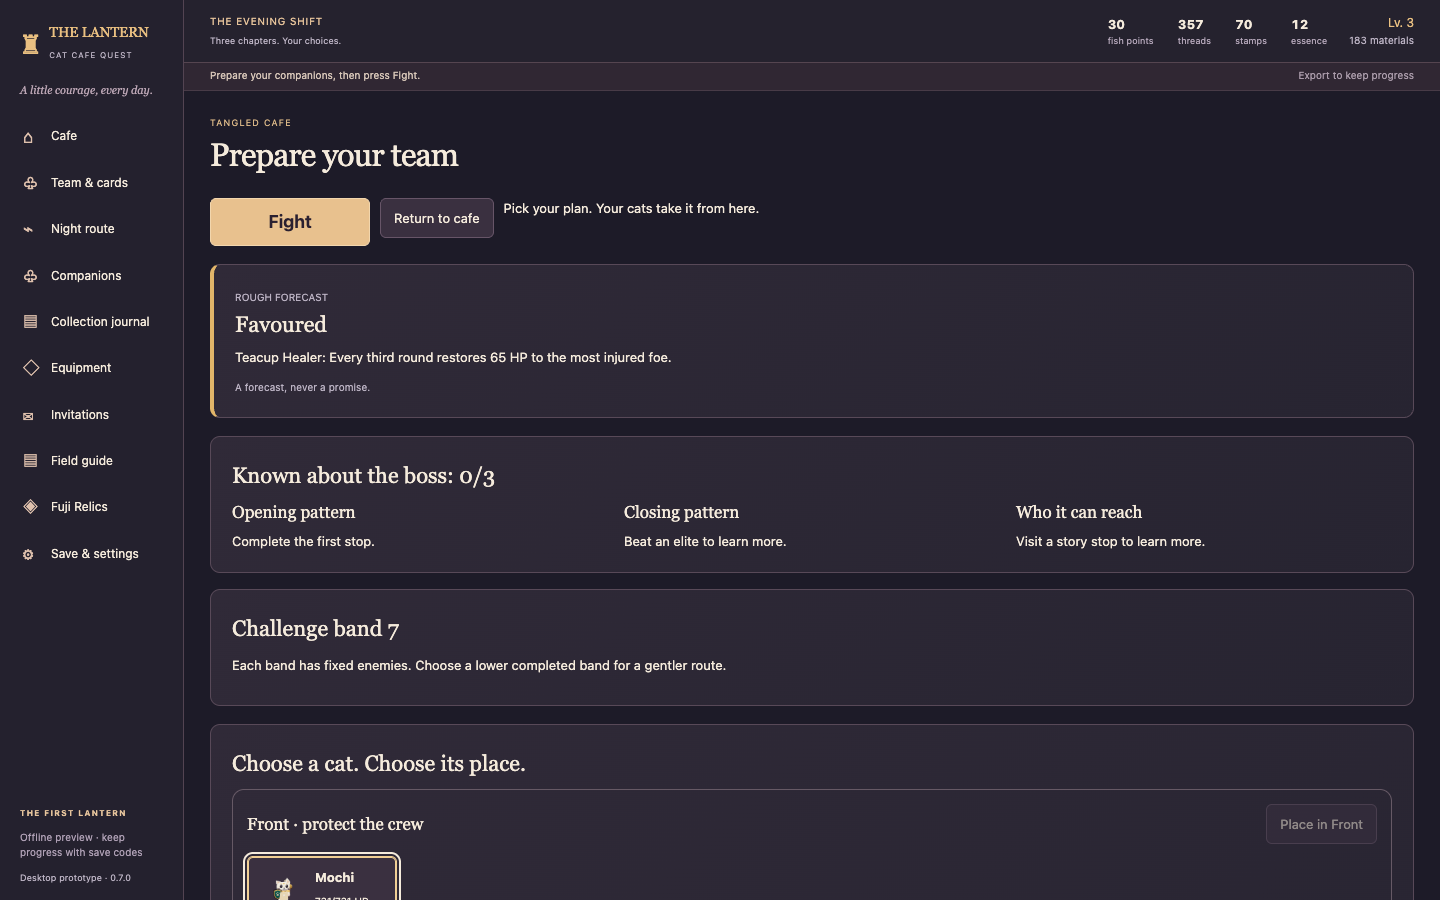 THE LANTERN
CAT CAFE QUEST
A little courage, every day.
Cafe
Team & cards
Night route
Companions
Collection journal
Equipment
Invitations
Field guide
Fuji Relics
Save & settings
THE FIRST LANTERN
Offline preview · keep
progress with save codes
Desktop prototype · 0.7.0
THE EVENING SHIFT
Three chapters. Your choices.
30
fish points
357
threads
70
stamps
12
essence
Lv. 3
183 materials
Prepare your companions, then press Fight.
Export to keep progress
TANGLED CAFE
Prepare your team
Fight
Return to cafe
Pick your plan. Your cats take it from here.
ROUGH FORECAST
Favoured
Teacup Healer: Every third round restores 65 HP to the most injured foe.
A forecast, never a promise.
Known about the boss: 0/3
Opening pattern
Complete the first stop.
Closing pattern
Beat an elite to learn more.
Who it can reach
Visit a story stop to learn more.
Challenge band 7
Each band has fixed enemies. Choose a lower completed band for a gentler route.
Choose a cat. Choose its place.
Front · protect the crew
Place in Front
Mochi